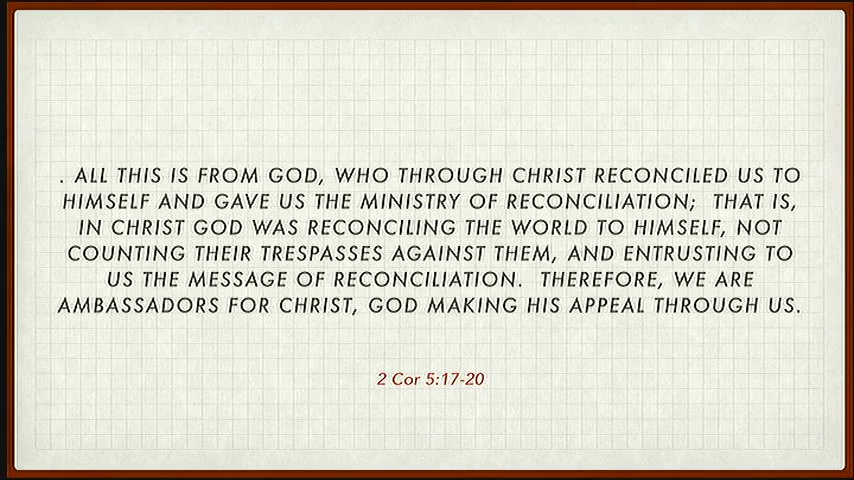 . ALL THIS IS FROM GOD, WHO THROUGH CHRIST RECONCILED US TO
HIMSELF AND GAVE US THE MINISTRY OF RECONCILIATION;  THAT IS,
IN CHRIST GOD WAS RECONCILING THE WORLD TO HIMSELF, NOT
COUNTING THEIR TRESPASSES AGAINST THEM, AND ENTRUSTING TO
US THE MESSAGE OF RECONCILIATION.  THEREFORE, WE ARE
AMBASSADORS FOR CHRIST, GOD MAKING HIS APPEAL THROUGH US.
2 Cor 5:17-20